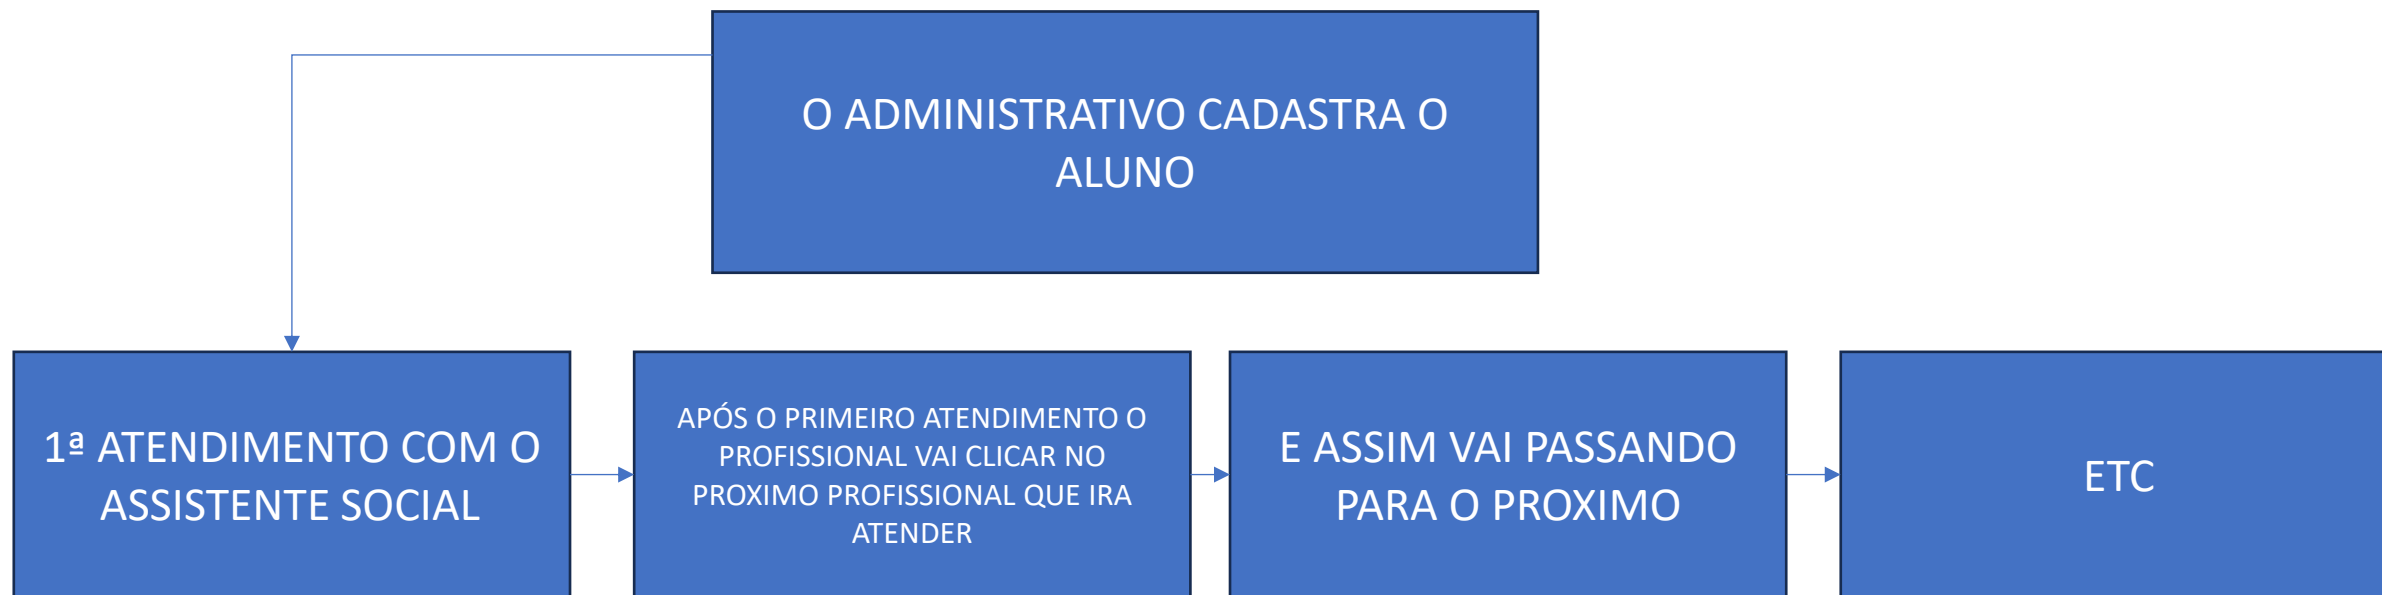 O ADMINISTRATIVO CADASTRA O
ALUNO
1ª ATENDIMENTO COM O
ASSISTENTE SOCIAL
APÓS O PRIMEIRO ATENDIMENTO O
PROFISSIONAL VAI CLICAR NO
PROXIMO PROFISSIONAL QUE IRA
ATENDER
E ASSIM VAI PASSANDO
PARA O PROXIMO
ETC